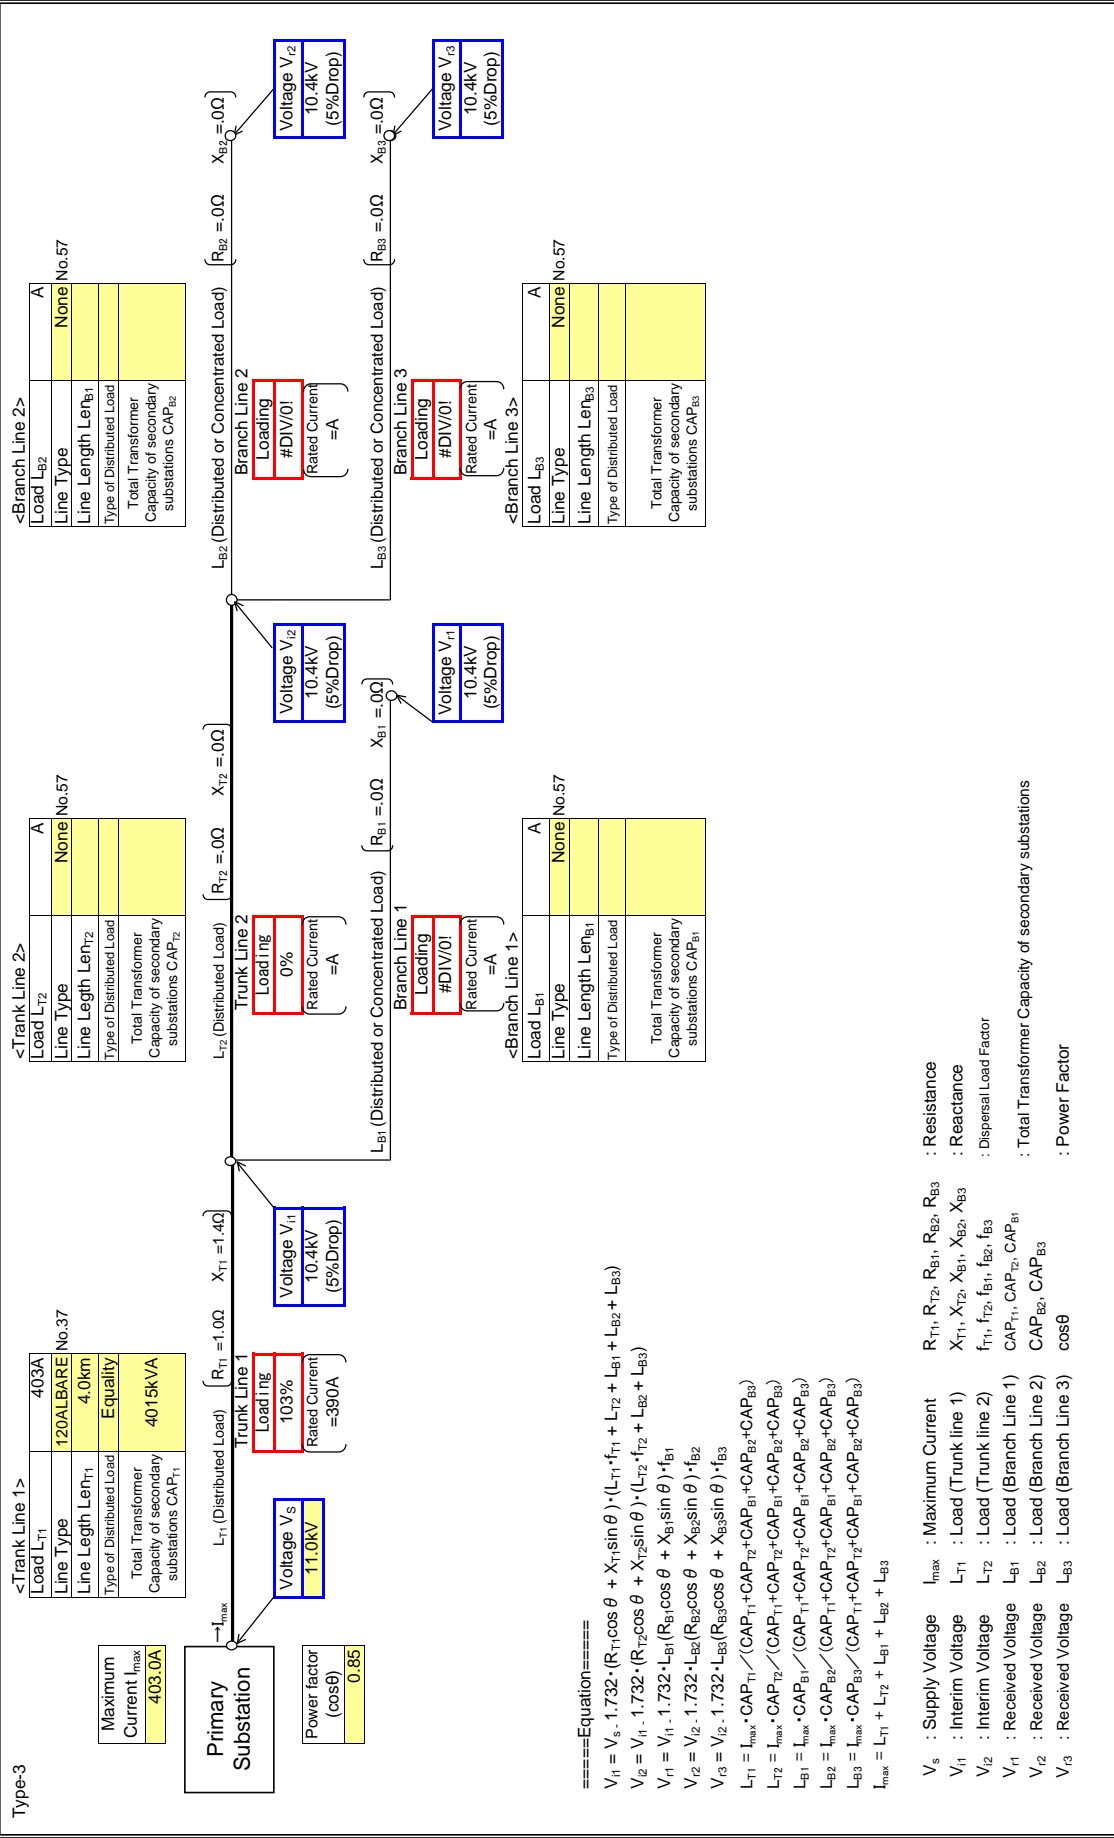 Type-3
Maximum
Current Imax
403.0A
Primary
Substation
→Imax
Power factor
(cosθ)
0.85
Voltage VS
11.0kV
<Trank Line 1>
Load LT1 403A
Line Type 120ALBARE No.37
Line Legth LenT1 4.0km
Type of Distributed Load Equality
Total Transformer
Capacity of secondary
substations CAPT1
4015kVA
LT1 (Distributed Load) RT1 =1.0Ω XT1 =1.4Ω
Trunk Line 1
Loading
103%
Rated Current
=390A
Voltage Vi1
10.4kV
(5%Drop)
<Trank Line 2>
Load LT2 A
Line Type None No.57
Line Legth LenT2
Type of Distributed Load
Total Transformer
Capacity of secondary
substations CAPT2
LT2 (Distributed Load) RT2 =.0Ω XT2 =.0Ω
Trunk Line 2
Loading
0%
Rated Current
=A
Voltage Vi2
10.4kV
(5%Drop)
LB1 (Distributed or Concentrated Load) RB1 =.0Ω XB1 =.0Ω
Branch Line 1
Loading
#DIV/0!
Rated Current
=A
Voltage Vr1
10.4kV
(5%Drop)
<Branch Line 1>
Load LB1 A
Line Type None No.57
Line Length LenB1
Type of Distributed Load
Total Transformer
Capacity of secondary
substations CAPB1
<Branch Line 2>
Load LB2 A
Line Type None No.57
Line Length LenB1
Type of Distributed Load
Total Transformer
Capacity of secondary
substations CAPB2
LB2 (Distributed or Concentrated Load) RB2 =.0Ω XB2 =.0Ω
Branch Line 2
Loading
#DIV/0!
Rated Current
=A
Voltage Vr2
10.4kV
(5%Drop)
LB3 (Distributed or Concentrated Load) RB3 =.0Ω XB3 =.0Ω
Branch Line 3
Loading
#DIV/0!
Rated Current
=A
Voltage Vr3
10.4kV
(5%Drop)
<Branch Line 3>
Load LB3 A
Line Type None No.57
Line Length LenB3
Type of Distributed Load
Total Transformer
Capacity of secondary
substations CAPB3
=====Equation=====
Vi1 = Vs - 1.732・(RT1cos θ + XT1sin θ)・(LT1・fT1 + LT2 + LB1 + LB2 + LB3)
Vi2 = Vi1 - 1.732・(RT2cos θ + XT2sin θ)・(LT2・fT2 + LB2 + LB3)
Vr1 = Vi1 - 1.732・LB1(RB1cos θ + XB1sin θ)・fB1
Vr2 = Vi2 - 1.732・LB2(RB2cos θ + XB2sin θ)・fB2
Vr3 = Vi2 - 1.732・LB3(RB3cos θ + XB3sin θ)・fB3
LT1 = Imax・CAPT1／(CAPT1+CAPT2+CAPB1+CAPB2+CAPB3)
LT2 = Imax・CAPT2／(CAPT1+CAPT2+CAPB1+CAPB2+CAPB3)
LB1 = Imax・CAPB1／(CAPT1+CAPT2+CAPB1+CAPB2+CAPB3)
LB2 = Imax・CAPB2／(CAPT1+CAPT2+CAPB1+CAPB2+CAPB3)
LB3 = Imax・CAPB3／(CAPT1+CAPT2+CAPB1+CAPB2+CAPB3)
Imax = LT1 + LT2 + LB1 + LB2 + LB3
Vs : Supply Voltage Imax : Maximum Current RT1, RT2, RB1, RB2, RB3 : Resistance
Vi1 : Interim Voltage LT1 : Load (Trunk line 1) XT1, XT2, XB1, XB2, XB3 : Reactance
Vi2 : Interim Voltage LT2 : Load (Trunk line 2) fT1, fT2, fB1, fB2, fB3 : Dispersal Load Factor
Vr1 : Received Voltage LB1 : Load (Branch Line 1) CAPT1, CAPT2, CAPB1 : Total Transformer Capacity of secondary substations
Vr2 : Received Voltage LB2 : Load (Branch Line 2) CAPB2, CAPB3
Vr3 : Received Voltage LB3 : Load (Branch Line 3) cosθ : Power Factor